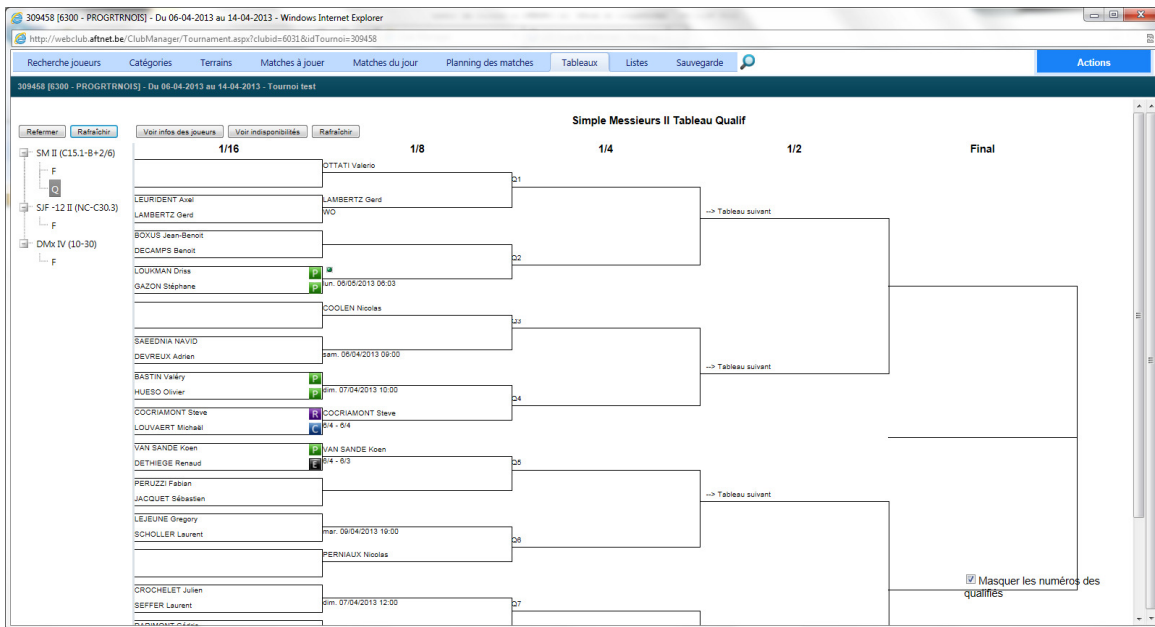 309458 [6300 - PROGRTRNOIS] - Du 06-04-2013 au 14-04-2013 - Windows Internet Explorer
http://webclub.aftnet.be/ClubManager/Tournament.aspx?clubid=6031&idTournoi=309458
Recherche joueurs Catégories Terrains Matches à jouer Matches du jour Planning des matches Tableaux Listes Sauvegarde Actions
309458 [6300 - PROGRTRNOIS] - Du 06-04-2013 au 14-04-2013 - Tournoi test
Simple Messieurs II Tableau Qualif
Refermer Rafraîchir Voir infos des joueurs Voir indisponibilités Rafraîchir
1/16 1/8 1/4 1/2 Final
SM II (C15.1-B+2/6)
F
Q
SJF -12 II (NC-C30.3)
F
DMx IV (10-30)
F
OTTATI Valerio
Q1
LEURIDENT Axel LAMBERTZ Gerd
LAMBERTZ Gerd WO
--> Tableau suivant
BOXUS Jean-Benoit
DECAMPS Benoit
Q2
LOUKMAN Driss P
GAZON Stéphane P lun. 06/05/2013 06:03
COOLEN Nicolas
Q3
SAEEDNIA NAVID
DEVREUX Adrien sam. 06/04/2013 09:00
--> Tableau suivant
BASTIN Valéry P
HUESO Olivier P dim. 07/04/2013 10:00
Q4
COCRIAMONT Steve R COCRIAMONT Steve
LOUVAERT Michaël C 6/4 - 6/4
VAN SANDE Koen P VAN SANDE Koen
DETHIEGE Renaud E 6/4 - 6/3
Q5
PERUZZI Fabian
JACQUET Sébastien
--> Tableau suivant
LEJEUNE Gregory
SCHOLLER Laurent mar. 09/04/2013 19:00
Q6
PERNIAUX Nicolas
Masquer les numéros des
qualifiés
CROCHELET Julien
SEFFER Laurent dim. 07/04/2013 12:00
Q7